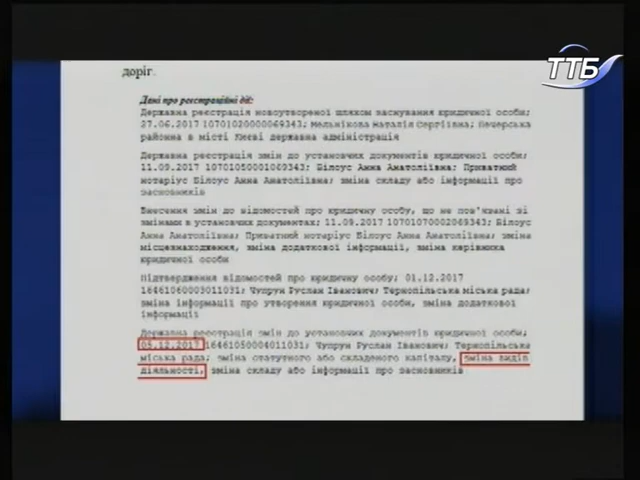 ТТБ
доріг.
Дані про реєстраційні дії:
Державна реєстрація новоутвореної шляхом заснування юридичної особи;
27.06.2017 10701020000069343; Мельнікова Наталія Сергіївна; Печерська
районна в місті Києві державна адміністрація
Державна реєстрація змін до установчих документів юридичної особи;
11.09.2017 10701050001069343; Білоус Анна Анатоліївна; Приватний
нотаріус Білоус Анна Анатоліївна; зміна складу або інформації про
засновників
Внесення змін до відомостей про юридичну особу, що не пов'язані зі
змінами в установчих документах; 11.09.2017 10701070002069343; Білоус
Анна Анатоліївна; Приватний нотаріус Білоус Анна Анатоліївна; зміна
місцезнаходження, зміна додаткової інформації, зміна керівника
юридичної особи
Підтвердження відомостей про юридичну особу; 01.12.2017
16461060003011031; Чупрун Руслан Іванович; Тернопільська міська рада;
зміна інформації про утворення юридичної особи, зміна додаткової
інформації
Державна реєстрація змін до установчих документів юридичної особи;
05.12.2017 16461050004011031; Чупрун Руслан Іванович; Тернопільська
міська рада; зміна статутного або складеного капіталу, зміна видів
діяльності, зміна складу або інформації про засновників